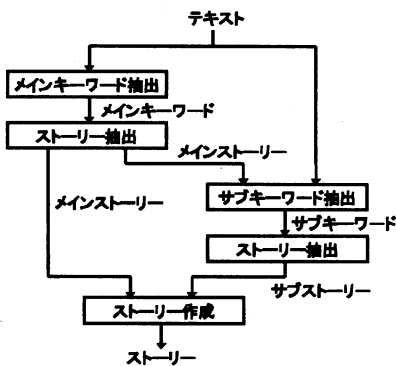 テキスト
メインキーワード抽出
メインキーワード
ストーリー抽出
メインストーリー
メインストーリー
サブキーワード抽出
サブキーワード
ストーリー抽出
サブストーリー
ストーリー作成
ストーリー